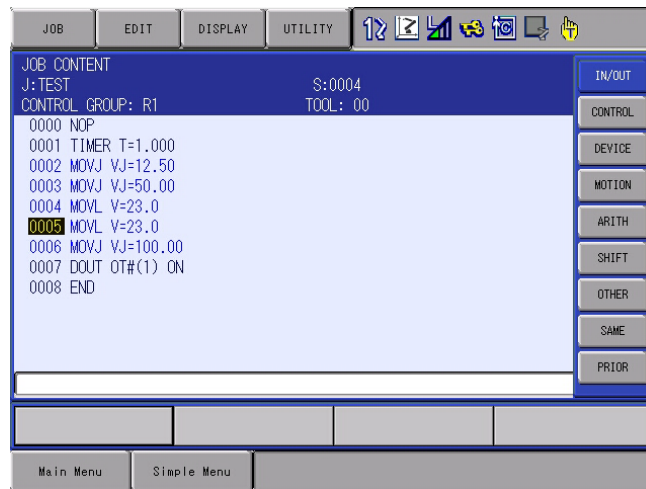 JOB EDIT DISPLAY UTILITY
JOB CONTENT
J:TEST S:0004
CONTROL GROUP: R1 TOOL: 00
0000 NOP
0001 TIMER T=1.000
0002 MOVJ VJ=12.50
0003 MOVJ VJ=50.00
0004 MOVL V=23.0
0005 MOVL V=23.0
0006 MOVJ VJ=100.00
0007 DOUT OT#(1) ON
0008 END
IN/OUT
CONTROL
DEVICE
MOTION
ARITH
SHIFT
OTHER
SAME
PRIOR
Main Menu Simple Menu